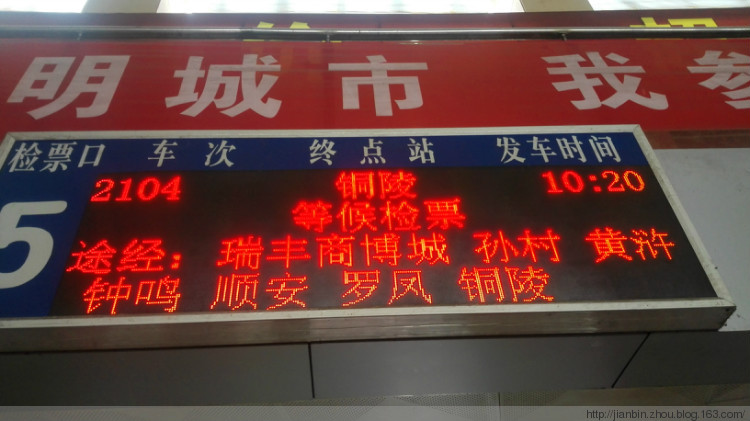 明城市 我参
检票口 车次 终点站 发车时间
5
2104 铜陵 10:20
等候检票
途经：瑞丰商博城 孙村 黄浒
钟鸣 顺安 罗凤 铜陵
http://jianbin.zhou.blog.163.com/